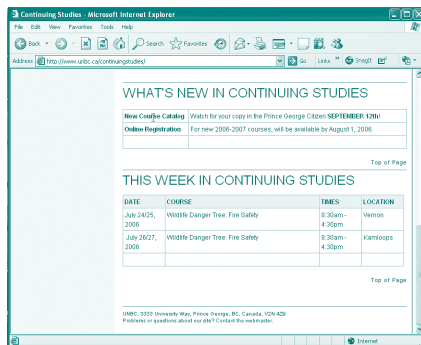 Continuing Studies - Microsoft Internet Explorer
File Edit View Favorites Tools Help
Back Search Favorites
Address http://www.unbc.ca/continuingstudies/ Go Links » SnagIt
WHAT'S NEW IN CONTINUING STUDIES
New Course Catalog Watch for your copy in the Prince George Citizen SEPTEMBER 12th!
Online Registration For new 2006-2007 courses, will be available by August 1, 2006.
Top of Page
THIS WEEK IN CONTINUING STUDIES
DATE COURSE TIMES LOCATION
July 24/25, Wildlife Danger Tree: Fire Safety 8:30am - Vernon
2006 4:30pm
July 26/27, Wildlife Danger Tree: Fire Safety 8:30am - Kamloops
2006 4:30pm
Top of Page
UNBC, 3333 University Way, Prince George, BC, Canada, V2N 4Z9
Problems or questions about our site? Contact the webmaster.
Internet